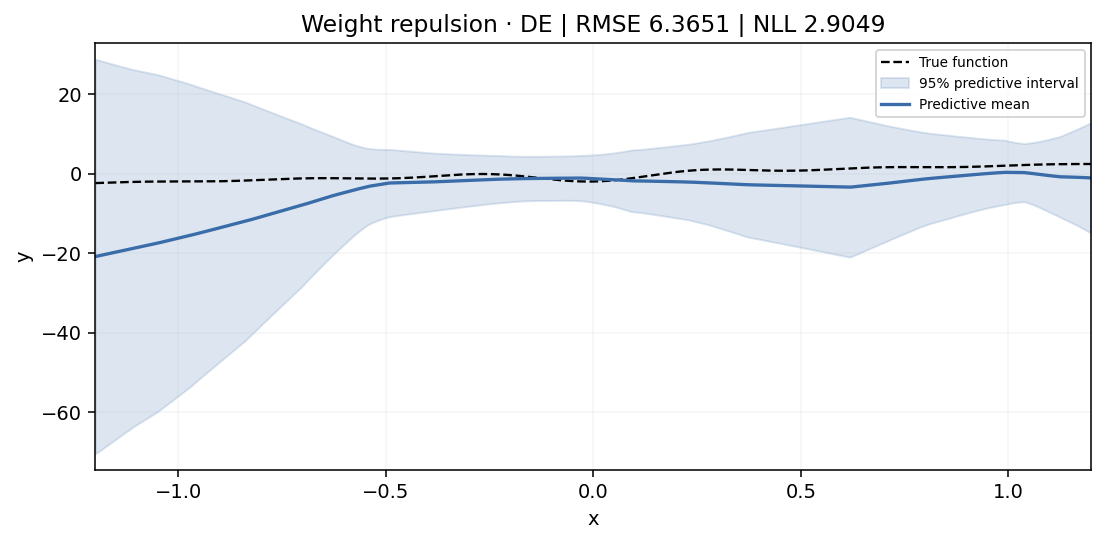 Weight repulsion · DE | RMSE 6.3651 | NLL 2.9049
True function
95% predictive interval
Predictive mean
20
0
−20
−40
−60
y
−1.0
−0.5
0.0
0.5
1.0
x